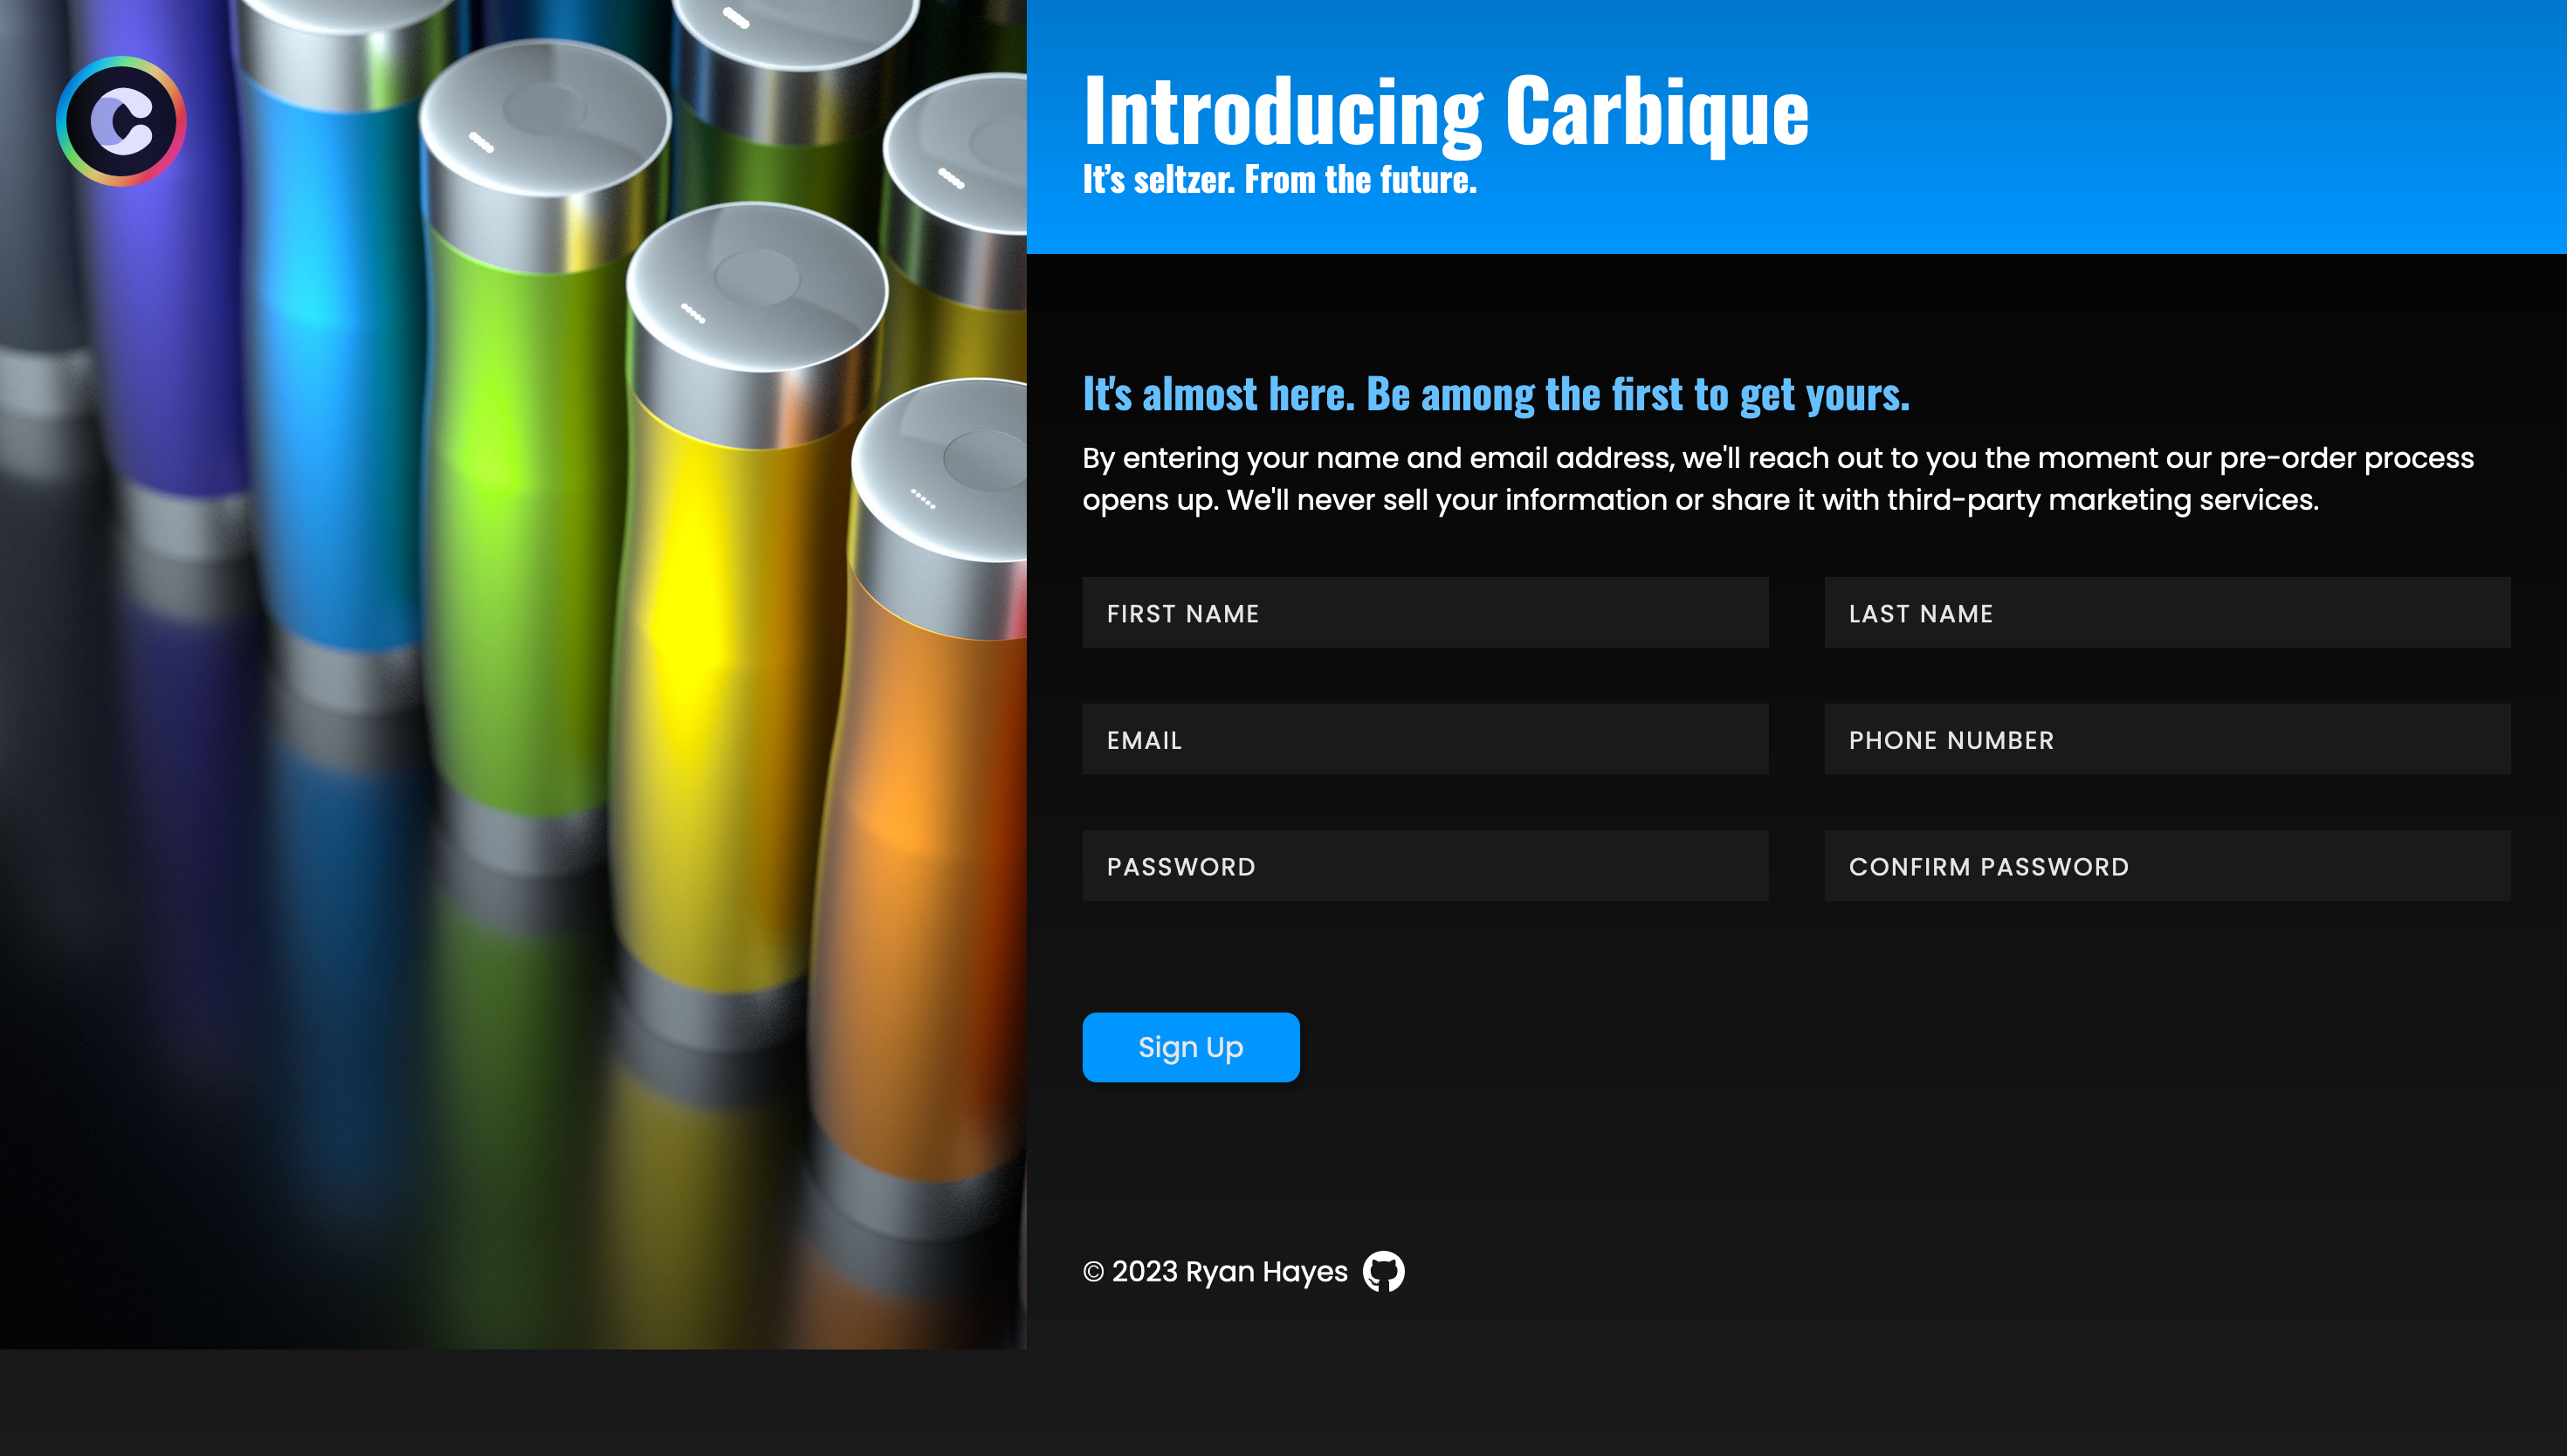 Introducing Carbique
It’s seltzer. From the future.
It's almost here. Be among the first to get yours.
By entering your name and email address, we'll reach out to you the moment our pre-order process
opens up. We'll never sell your information or share it with third-party marketing services.
FIRST NAME
LAST NAME
EMAIL
PHONE NUMBER
PASSWORD
CONFIRM PASSWORD
Sign Up
© 2023 Ryan Hayes